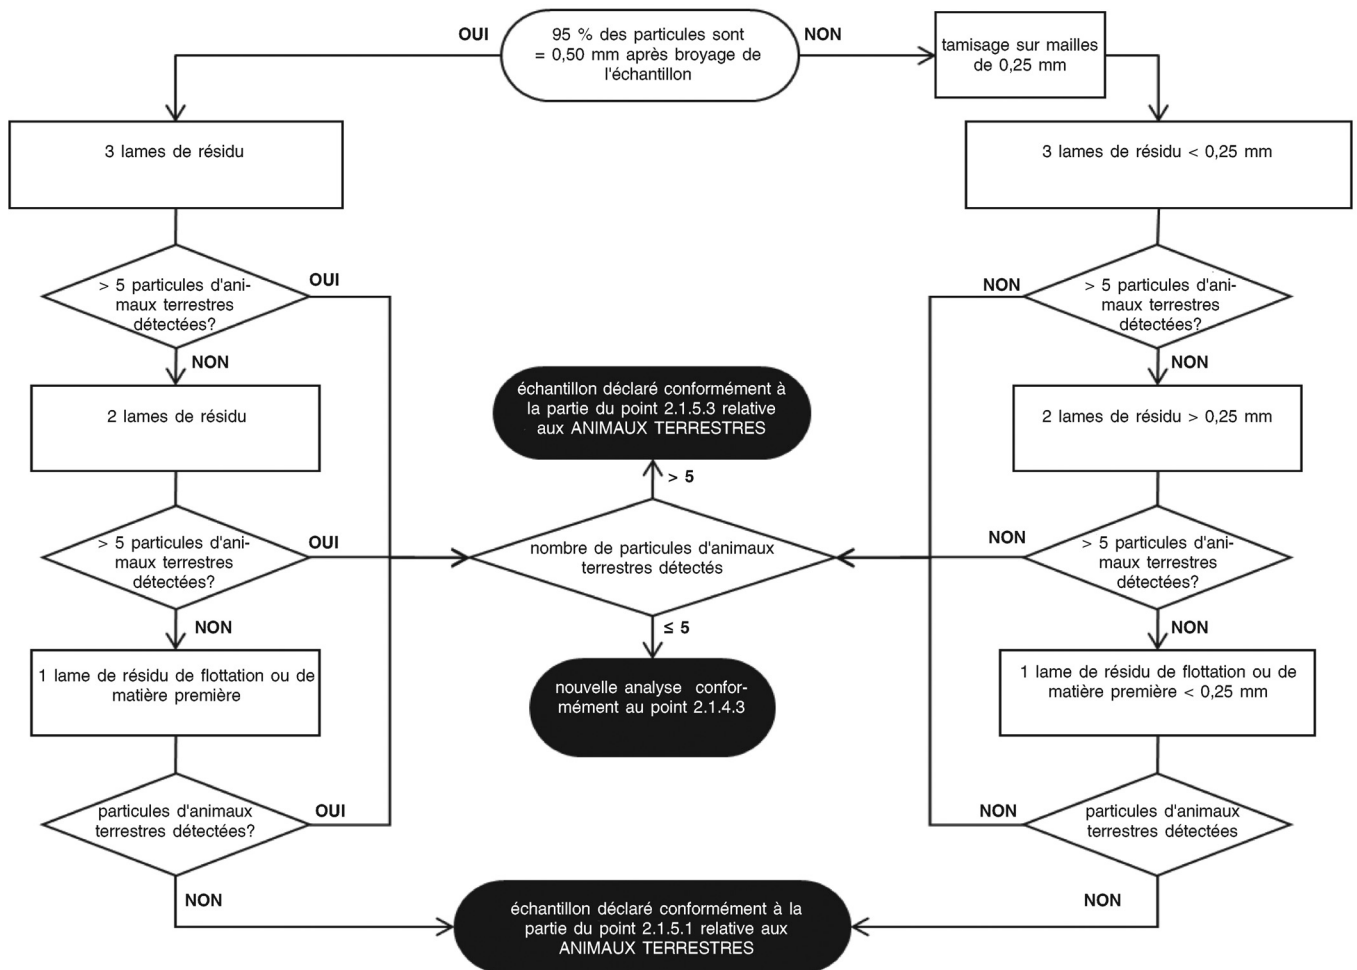 OUI
95 % des particules sont
= 0,50 mm après broyage de
l'échantillon
NON
tamisage sur mailles
de 0,25 mm
3 lames de résidu
3 lames de résidu < 0,25 mm
> 5 particules d'ani-
maux terrestres
détectées?
OUI
NON
NON
> 5 particules d'ani-
maux terrestres
détectées?
NON
2 lames de résidu
échantillon déclaré conformément à
la partie du point 2.1.5.3 relative
aux ANIMAUX TERRESTRES
2 lames de résidu > 0,25 mm
> 5
> 5 particules d'ani-
maux terrestres
détectées?
OUI
NON
nombre de particules d'animaux
terrestres détectés
NON
> 5 particules d'ani-
maux terrestres
détectées?
NON
≤ 5
1 lame de résidu de flottation ou de
matière première
nouvelle analyse confor-
mément au point 2.1.4.3
1 lame de résidu de flottation ou de
matière première < 0,25 mm
particules d'animaux
terrestres détectées?
OUI
NON
NON
particules d'animaux
terrestres détectées
NON
échantillon déclaré conformément à la
partie du point 2.1.5.1 relative aux
ANIMAUX TERRESTRES